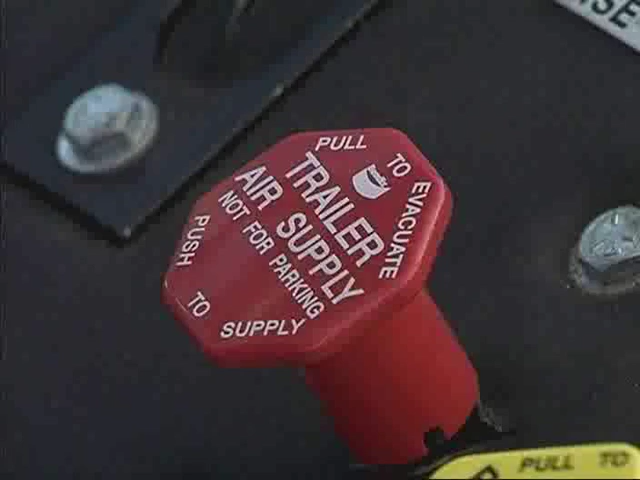 PULL TO EVACUATE
TRAILER
AIR SUPPLY
NOT FOR PARKING
PUSH TO SUPPLY
PULL TO